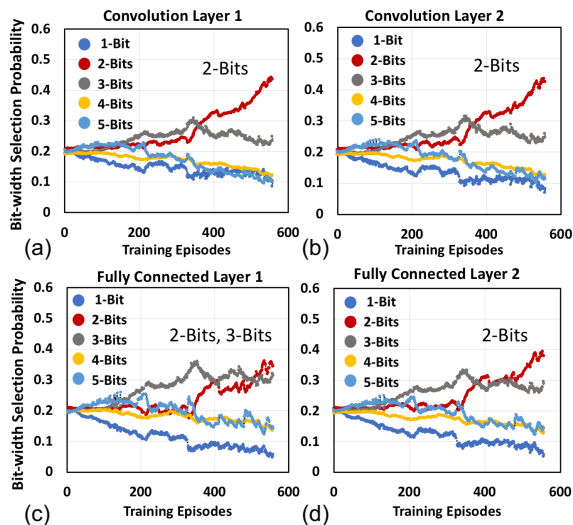 Convolution Layer 1
Bit-width Selection Probability
0.6
0.5
0.4
0.3
0.2
0.1
0
1-Bit
2-Bits
3-Bits
4-Bits
5-Bits
2-Bits
0 200 400 600
Training Episodes
(a)
Convolution Layer 2
0.6
0.5
0.4
0.3
0.2
0.1
0
1-Bit
2-Bits
3-Bits
4-Bits
5-Bits
2-Bits
0 200 400 600
Training Episodes
(b)
Fully Connected Layer 1
Bit-width Selection Probability
0.6
0.5
0.4
0.3
0.2
0.1
0
1-Bit
2-Bits
3-Bits
4-Bits
5-Bits
2-Bits, 3-Bits
0 200 400 600
Training Episodes
(c)
Fully Connected Layer 2
0.6
0.5
0.4
0.3
0.2
0.1
0
1-Bit
2-Bits
3-Bits
4-Bits
5-Bits
2-Bits
0 200 400 600
Training Episodes
(d)